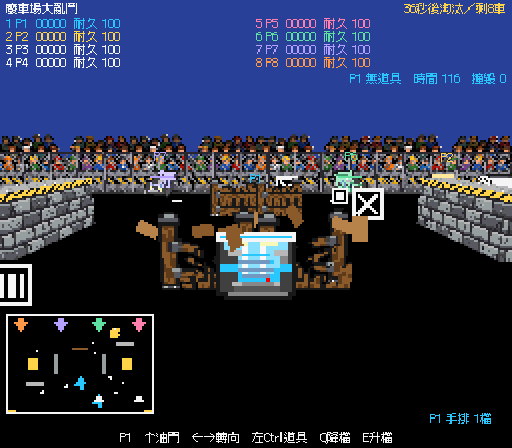 廢車場大亂鬥
36秒後淘汰／剩8車
1 P1 00000 耐久 100
2 P2 00000 耐久 100
3 P3 00000 耐久 100
4 P4 00000 耐久 100
5 P5 00000 耐久 100
6 P6 00000 耐久 100
7 P7 00000 耐久 100
8 P8 00000 耐久 100
P1 無道具 時間 116 撞毀 0
P1 手排 1檔
P1 ↑油門 ←→轉向 左Ctrl道具 Q降檔 E升檔